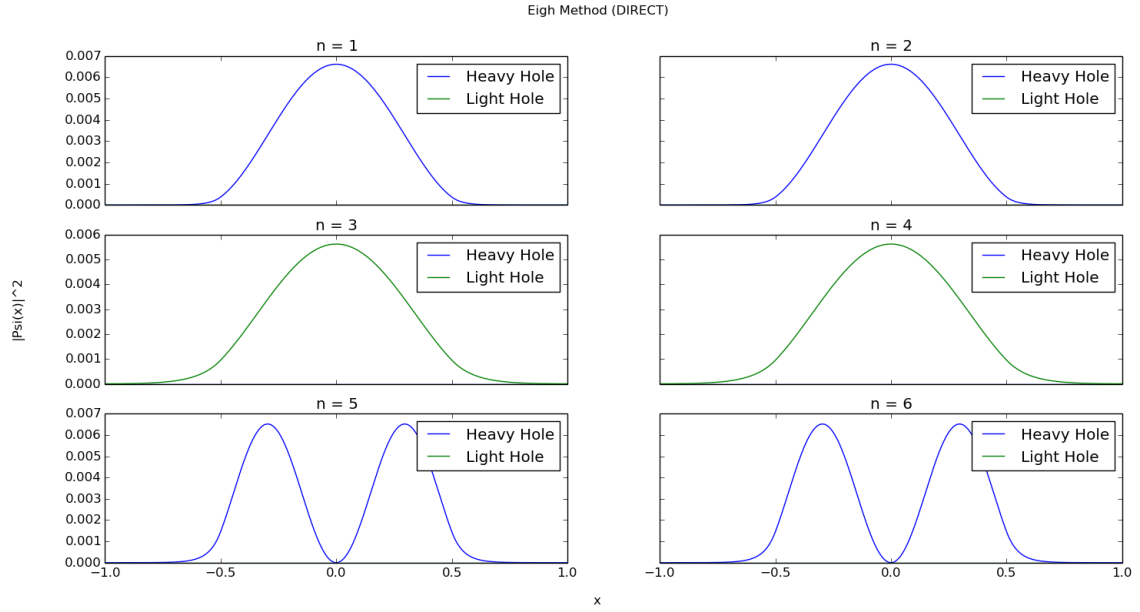 Eigh Method (DIRECT)
n = 1
0.007
0.006
0.005
0.004
0.003
0.002
0.001
0.000
Heavy Hole
Light Hole
n = 2
Heavy Hole
Light Hole
n = 3
0.006
0.005
0.004
0.003
0.002
0.001
0.000
Heavy Hole
Light Hole
n = 4
Heavy Hole
Light Hole
|Psi(x)|^2
n = 5
0.007
0.006
0.005
0.004
0.003
0.002
0.001
0.000
Heavy Hole
Light Hole
−1.0 −0.5 0.0 0.5 1.0
n = 6
Heavy Hole
Light Hole
−1.0 −0.5 0.0 0.5 1.0
x